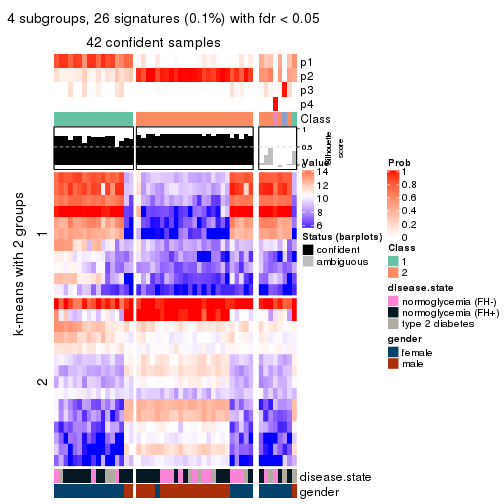 4 subgroups, 26 signatures (0.1%) with fdr < 0.05
42 confident samples
p1
p2
p3
p4
Class
1
0.5
0
Silhouette
score
k-means with 2 groups
1
2
disease.state
gender
Value
14
12
10
8
6
Status (barplots)
confident
ambiguous
Prob
1
0.8
0.6
0.4
0.2
0
Class
1
2
disease.state
normoglycemia (FH-)
normoglycemia (FH+)
type 2 diabetes
gender
female
male